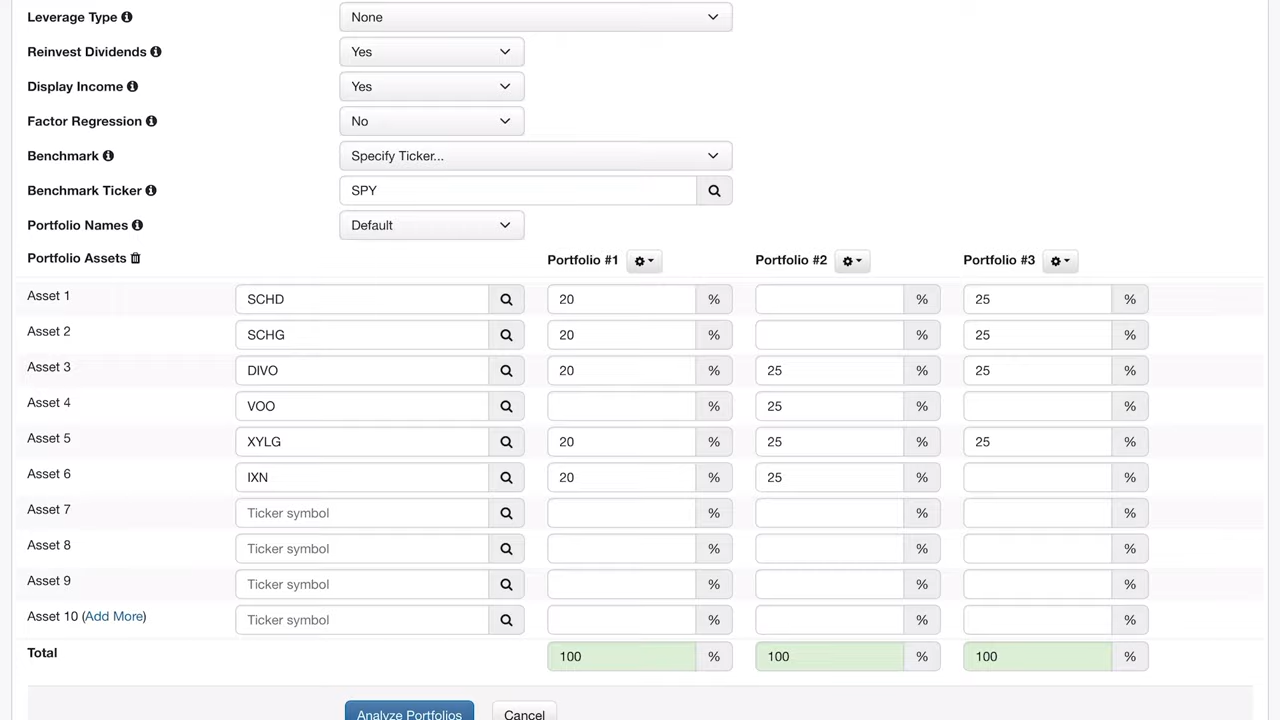 Leverage Type None
Reinvest Dividends Yes
Display Income Yes
Factor Regression No
Benchmark Specify Ticker...
Benchmark Ticker SPY
Portfolio Names Default
Portfolio Assets Portfolio #1 Portfolio #2 Portfolio #3
Asset 1 SCHD 20 % % 25 %
Asset 2 SCHG 20 % % 25 %
Asset 3 DIVO 20 % 25 % 25 %
Asset 4 VOO % 25 % %
Asset 5 XYLG 20 % 25 % 25 %
Asset 6 IXN 20 % 25 % %
Asset 7 Ticker symbol % % %
Asset 8 Ticker symbol % % %
Asset 9 Ticker symbol % % %
Asset 10 (Add More) Ticker symbol % % %
Total 100 % 100 % 100 %
Analyze Portfolios Cancel